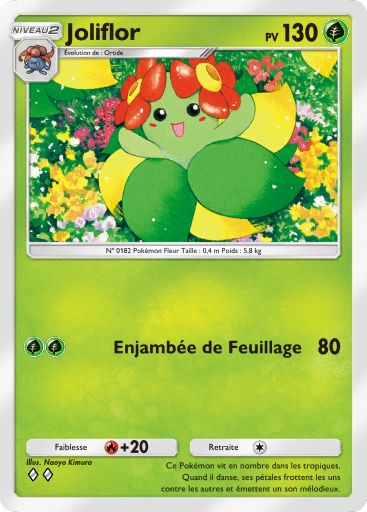 NIVEAU 2 Joliflor PV 130
Évolution de : Ortide
N° 0182 Pokémon Fleur Taille : 0,4 m Poids : 5,8 kg
Enjambée de Feuillage 80
Faiblesse +20 Retraite
Illus. Naoyo Kimura
Ce Pokémon vit en nombre dans les tropiques.
Quand il danse, ses pétales frottent les uns
contre les autres et émettent un son mélodieux.